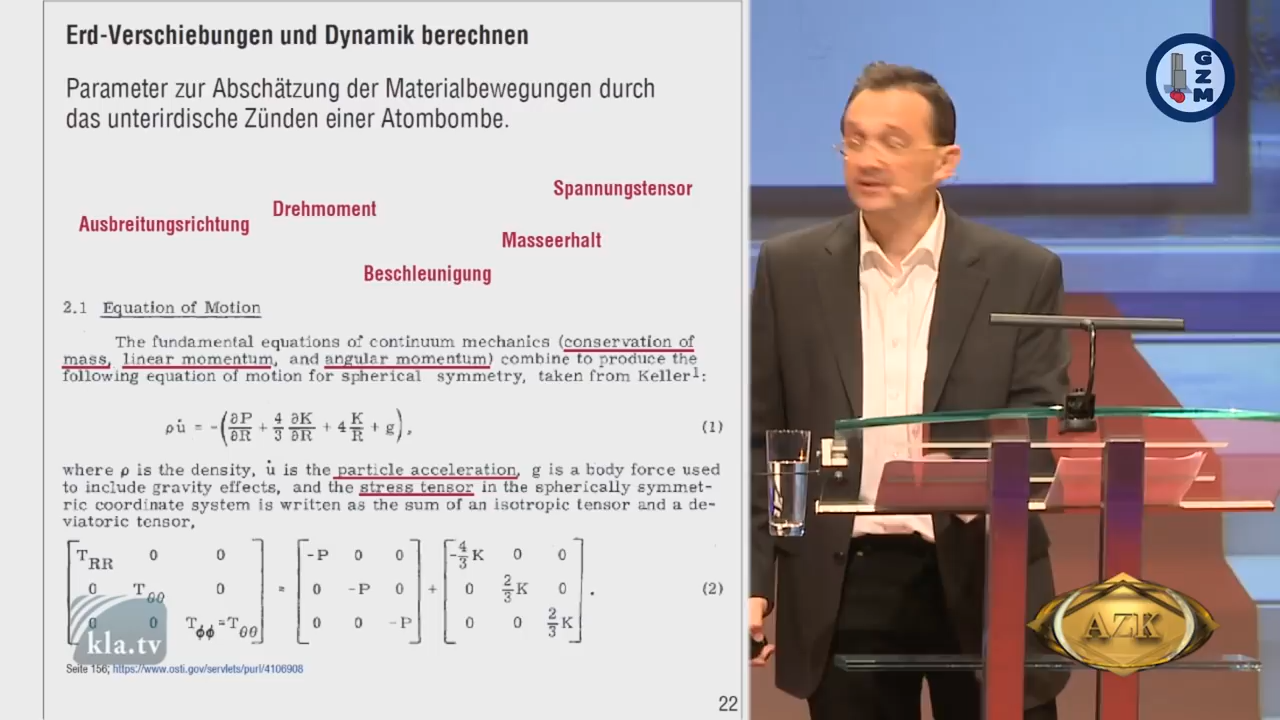 Erd-Verschiebungen und Dynamik berechnen
Parameter zur Abschätzung der Materialbewegungen durch
das unterirdische Zünden einer Atombombe.
Spannungstensor
Drehmoment
Ausbreitungsrichtung
Masseerhalt
Beschleunigung
2.1 Equation of Motion
The fundamental equations of continuum mechanics (conservation of
mass, linear momentum, and angular momentum) combine to produce the
following equation of motion for spherical symmetry, taken from Keller¹:
ρu̇ = -(∂P/∂R + 4/3 ∂K/∂R + 4 K/R + g), (1)
where ρ is the density, u̇ is the particle acceleration, g is a body force used
to include gravity effects, and the stress tensor in the spherically symmet-
ric coordinate system is written as the sum of an isotropic tensor and a de-
viatoric tensor,
[T_RR 0 0] [-P 0 0] [-4/3 K 0 0]
[0 T_θθ 0] = [0 -P 0] + [0 2/3 K 0] . (2)
[0 0 T_ϕϕ=T_θθ] [0 0 -P] [0 0 2/3 K]
kla.tv
Seite 156; https://www.osti.gov/servlets/purl/4106908
22
G
Z
M
AZK